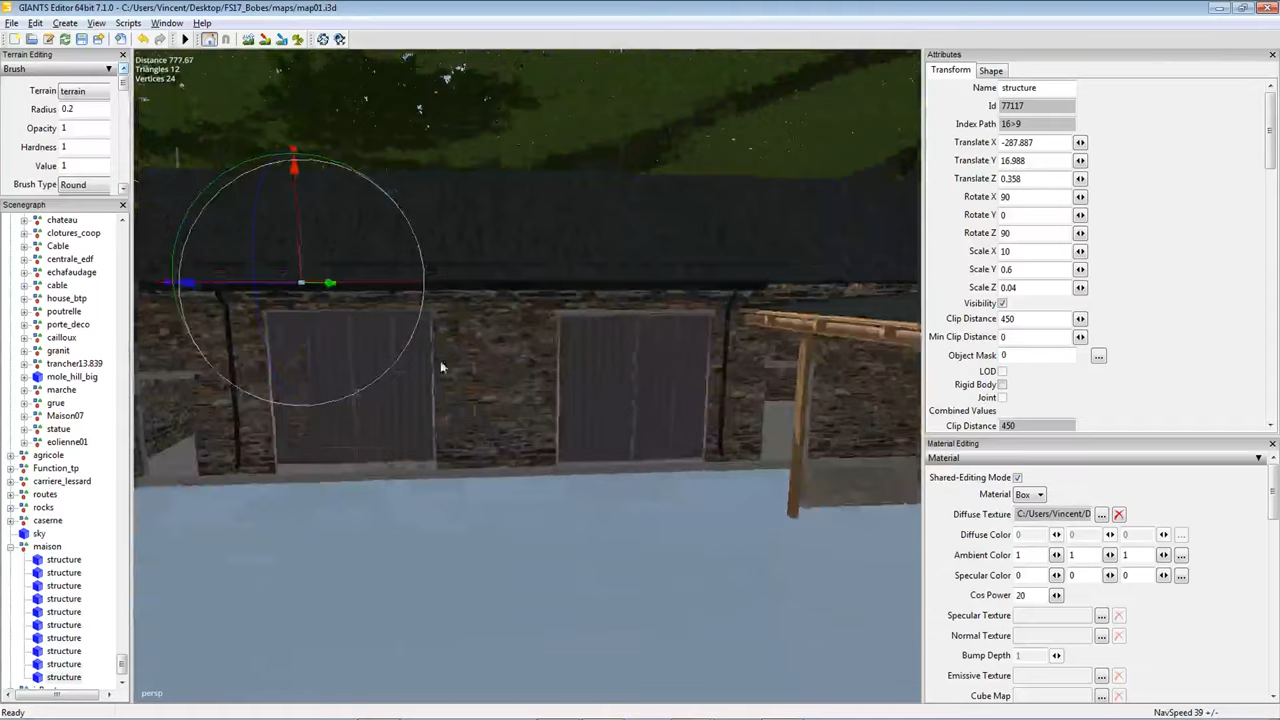 GIANTS Editor 64bit 7.1.0 - C:/Users/Vincent/Desktop/FS17_Bobes/maps/map01.i3d
File Edit Create View Scripts Window Help
Terrain Editing
Brush
Terrain terrain
Radius 0.2
Opacity 1
Hardness 1
Value 1
Brush Type Round
Scenegraph
chateau
clotures_coop
Cable
centrale_edf
echafaudage
cable
house_btp
poutrelle
porte_deco
cailloux
granit
trancher13.839
mole_hill_big
marche
grue
Maison07
statue
eolienne01
agricole
Function_tp
carriere_lessard
routes
rocks
caserne
sky
maison
structure
structure
structure
structure
structure
structure
structure
structure
structure
structure
Distance 777.67
Triangles 12
Vertices 24
persp
Attributes
Transform Shape
Name structure
Id 77117
Index Path 16>9
Translate X -287.887
Translate Y 16.988
Translate Z 0.358
Rotate X 90
Rotate Y 0
Rotate Z 90
Scale X 10
Scale Y 0.6
Scale Z 0.04
Visibility
Clip Distance 450
Min Clip Distance 0
Object Mask 0 ...
LOD
Rigid Body
Joint
Combined Values
Clip Distance 450
Material Editing
Material
Shared-Editing Mode
Material Box
Diffuse Texture C:/Users/Vincent/D ...
Diffuse Color 0 0 0 ...
Ambient Color 1 1 1 ...
Specular Color 0 0 0 ...
Cos Power 20
Specular Texture ...
Normal Texture ...
Bump Depth 1
Emissive Texture ...
Cube Map ...
Ready
NavSpeed 39 +/-